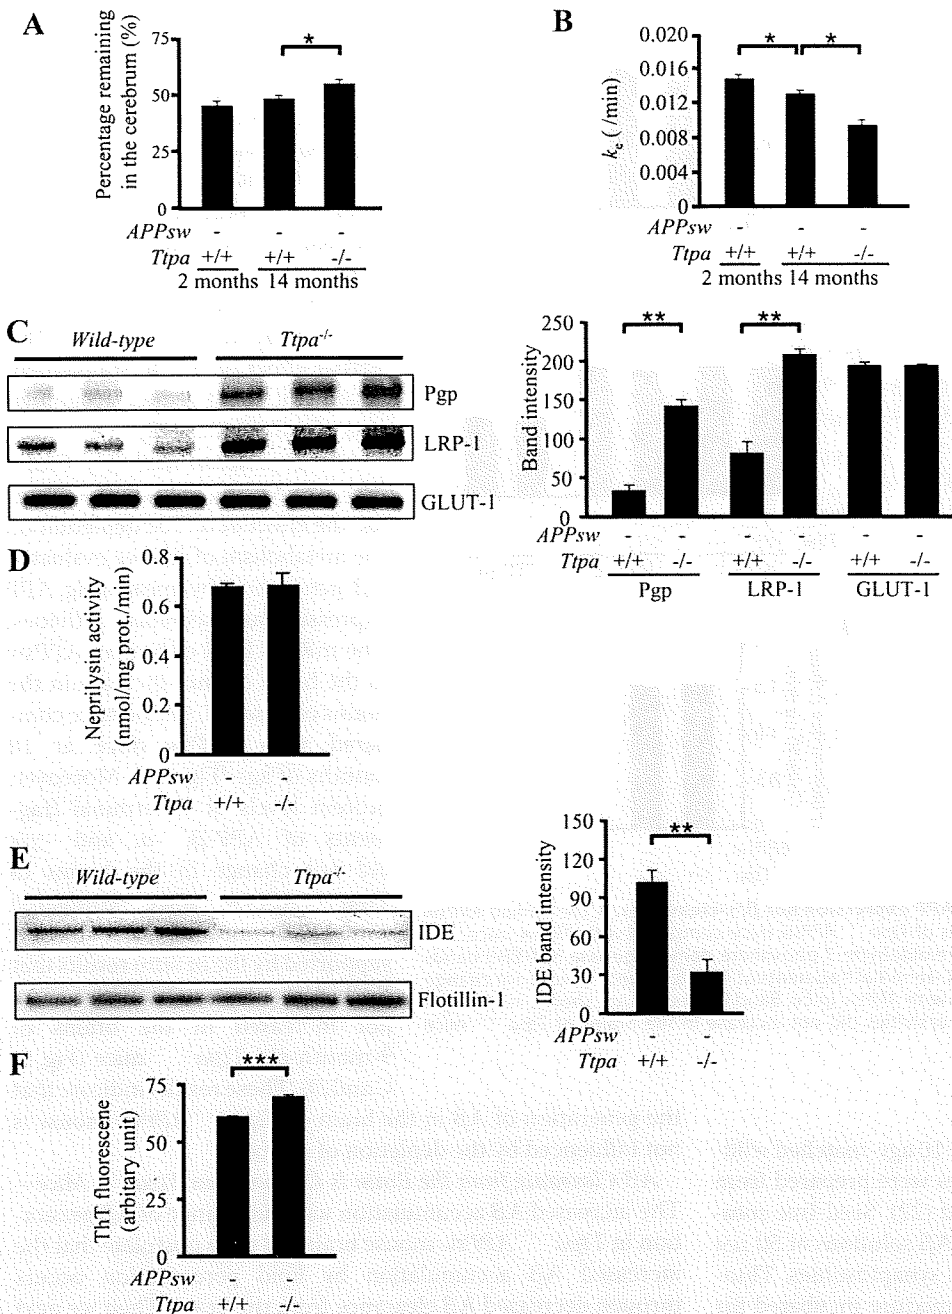 A
Percentage remaining
in the cerebrum (%)
75
50
25
0
*
APPsw - - -
Ttpa +/+ +/+ -/-
2 months 14 months
B
ke ( /min)
0.020
0.016
0.012
0.008
0.004
0
* *
APPsw - - -
Ttpa +/+ +/+ -/-
2 months 14 months
C
Wild-type Ttpa-/-
Pgp
LRP-1
GLUT-1
Band intensity
250
200
150
100
50
0
** **
APPsw - - - - - -
Ttpa +/+ -/- +/+ -/- +/+ -/-
Pgp LRP-1 GLUT-1
D
Neprilysin activity
(nmol/mg prot./min)
0.8
0.6
0.4
0.2
0
APPsw - -
Ttpa +/+ -/-
E
Wild-type Ttpa-/-
IDE
Flotillin-1
IDE band intensity
150
120
90
60
30
0
**
APPsw - -
Ttpa +/+ -/-
F
ThT fluorescene
(arbitary unit)
75
50
25
0
***
APPsw - -
Ttpa +/+ -/-